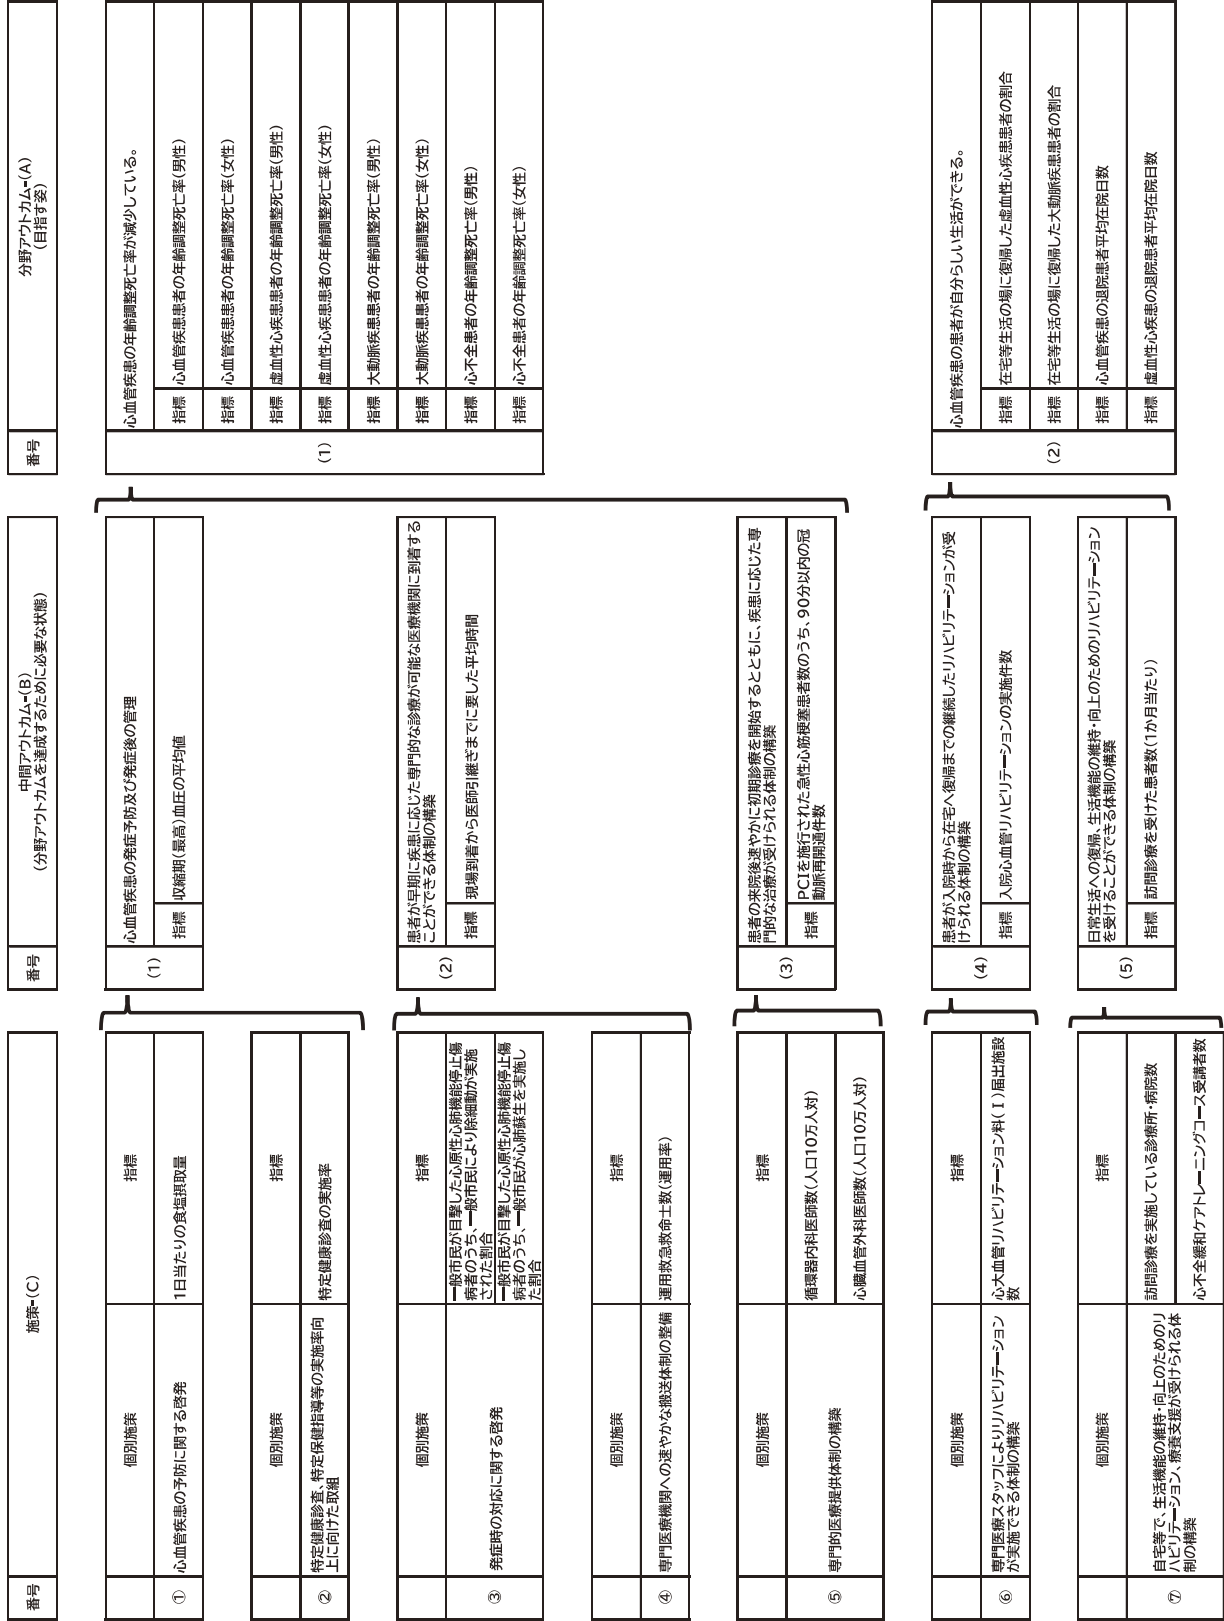 番号
施策-(C)
番号
中間アウトカム-(B)
(分野アウトカムを達成するために必要な状態)
番号
分野アウトカム-(A)
(目指す姿)
個別施策
指標
①
心血管疾患の予防に関する啓発
1日当たりの食塩摂取量
個別施策
指標
②
特定健康診査、特定保健指導等の実施率向
上に向けた取組
特定健康診査の実施率
(1)
心血管疾患の発症予防及び発症後の管理
指標
収縮期(最高)血圧の平均値
個別施策
指標
③
発症時の対応に関する啓発
一般市民が目撃した心原性心肺機能停止傷
病者のうち、一般市民により除細動が実施
された割合
一般市民が目撃した心原性心肺機能停止傷
病者のうち、一般市民が心肺蘇生を実施し
た割合
個別施策
指標
④
専門医療機関への速やかな搬送体制の整備
運用救急救命士数(運用率)
(2)
患者が早期に疾患に応じた専門的な診療が可能な医療機関に到着する
ことができる体制の構築
指標
現場到着から医師引継ぎまでに要した平均時間
個別施策
指標
⑤
専門的医療提供体制の構築
循環器内科医師数(人口10万人対)
心臓血管外科医師数(人口10万人対)
(3)
患者の来院後速やかに初期診療を開始するとともに、疾患に応じた専
門的な治療が受けられる体制の構築
指標
PCIを施行された急性心筋梗塞患者数のうち、90分以内の冠
動脈再開通件数
(1)
心血管疾患の年齢調整死亡率が減少している。
指標
心血管疾患患者の年齢調整死亡率(男性)
指標
心血管疾患患者の年齢調整死亡率(女性)
指標
虚血性心疾患患者の年齢調整死亡率(男性)
指標
虚血性心疾患患者の年齢調整死亡率(女性)
指標
大動脈疾患患者の年齢調整死亡率(男性)
指標
大動脈疾患患者の年齢調整死亡率(女性)
指標
心不全患者の年齢調整死亡率(男性)
指標
心不全患者の年齢調整死亡率(女性)
個別施策
指標
⑥
専門医療スタッフによりリハビリテーション
が実施できる体制の構築
心大血管リハビリテーション料(Ⅰ)届出施設
数
(4)
患者が入院時から在宅へ復帰までの継続したリハビリテーションが受
けられる体制の構築
指標
入院心血管リハビリテーションの実施件数
個別施策
指標
⑦
自宅等で、生活機能の維持・向上のためのリ
ハビリテーション、療養支援が受けられる体
制の構築
訪問診療を実施している診療所・病院数
心不全緩和ケアトレーニングコース受講者数
(5)
日常生活への復帰、生活機能の維持・向上のためのリハビリテーション
を受けることができる体制の構築
指標
訪問診療を受けた患者数(1か月当たり)
(2)
心血管疾患の患者が自分らしい生活ができる。
指標
在宅等生活の場に復帰した虚血性心疾患患者の割合
指標
在宅等生活の場に復帰した大動脈疾患患者の割合
指標
心血管疾患の退院患者平均在院日数
指標
虚血性心疾患の退院患者平均在院日数